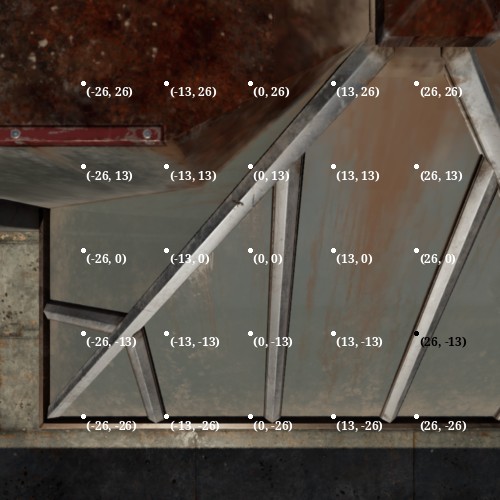 (-26, 26) (-13, 26) (0, 26) (13, 26) (26, 26)
(-26, 13) (-13, 13) (0, 13) (13, 13) (26, 13)
(-26, 0) (-13, 0) (0, 0) (13, 0) (26, 0)
(-26, -13) (-13, -13) (0, -13) (13, -13) (26, -13)
(-26, -26) (-13, -26) (0, -26) (13, -26) (26, -26)